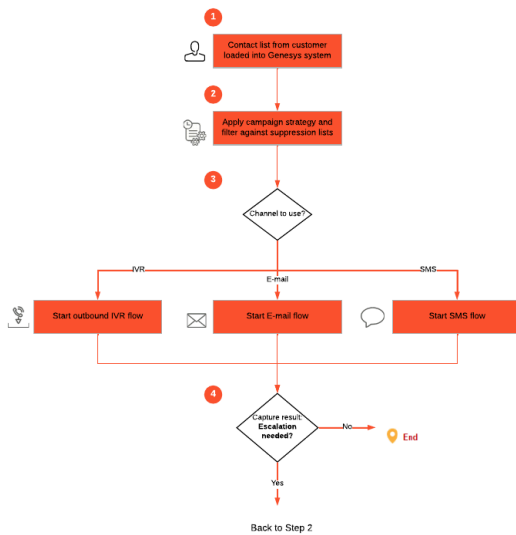 1
Contact list from customer
loaded into Genesys system
2
Apply campaign strategy and
filter against suppression lists
3
Channel to use?
IVR
E-mail
SMS
Start outbound IVR flow
Start E-mail flow
Start SMS flow
4
Capture result:
Escalation
needed?
No
End
Yes
Back to Step 2